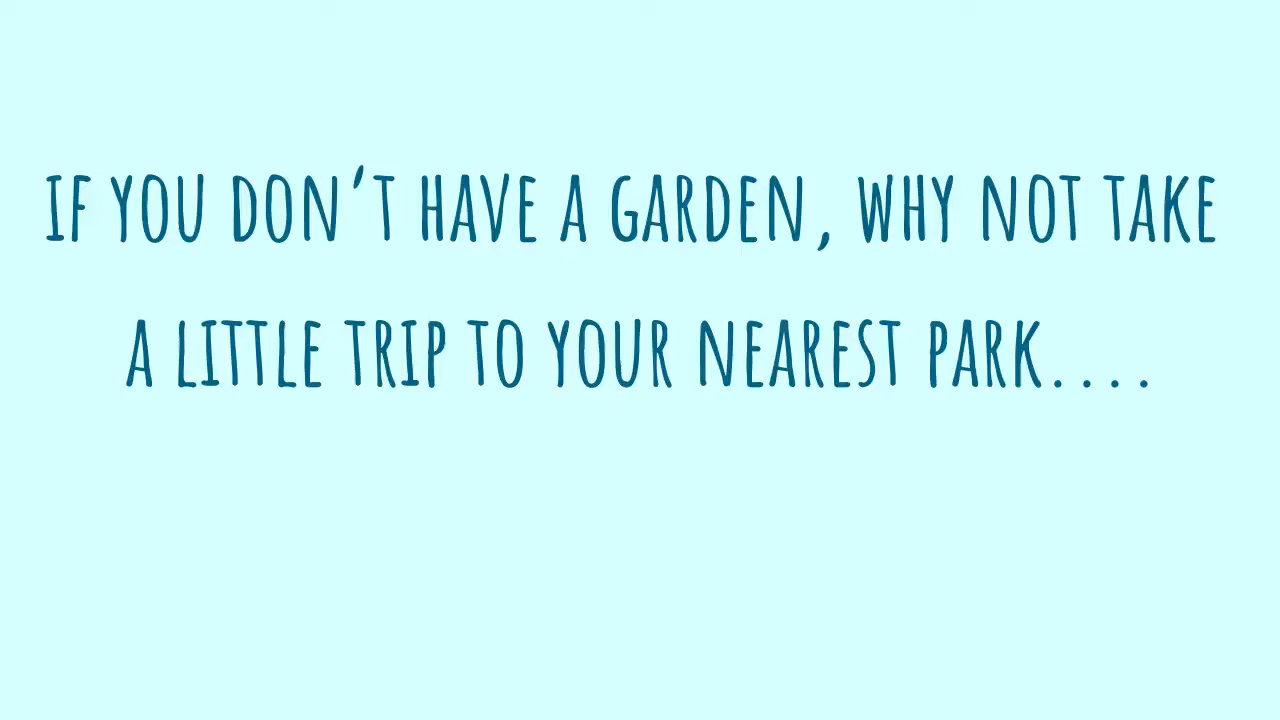 IF YOU DON'T HAVE A GARDEN, WHY NOT TAKE
A LITTLE TRIP TO YOUR NEAREST PARK....